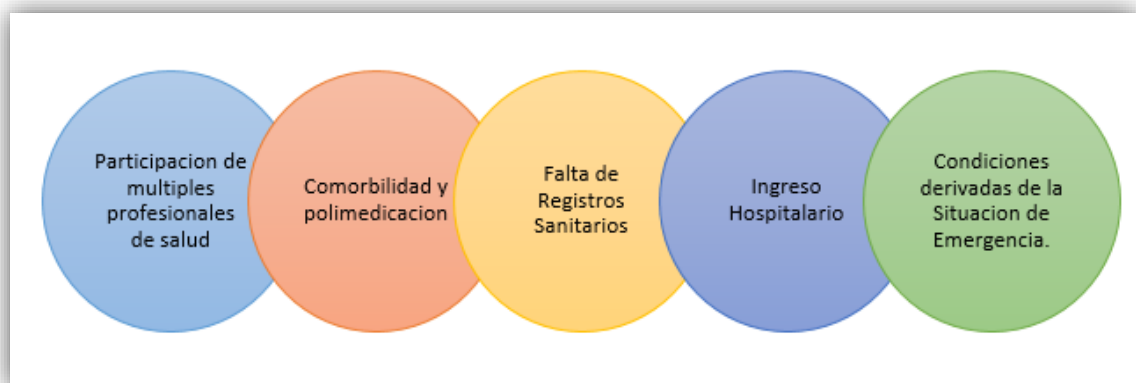 Participacion de
multiples
profesionales
de salud
Comorbilidad y
polimedicacion
Falta de
Registros
Sanitarios
Ingreso
Hospitalario
Condiciones
derivadas de la
Situacion de
Emergencia.